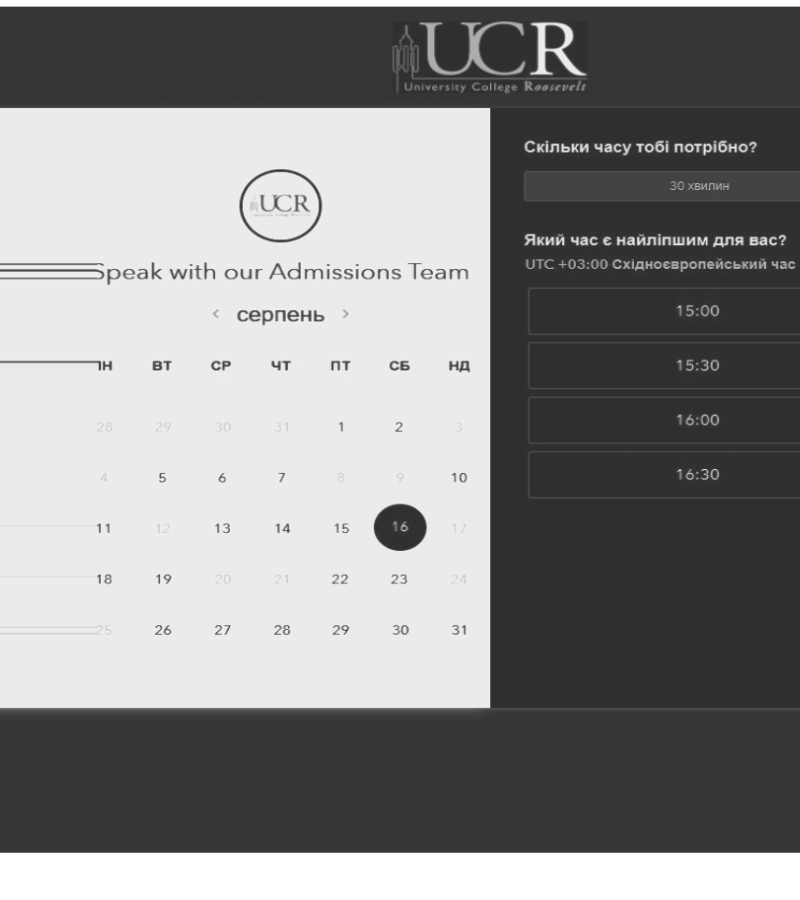 UCR
University College Roosevelt
UCR
Speak with our Admissions Team
< серпень >
ПН ВТ СР ЧТ ПТ СБ НД
28 29 30 31 1 2 3
4 5 6 7 8 9 10
11 12 13 14 15 16 17
18 19 20 21 22 23 24
25 26 27 28 29 30 31
Скільки часу тобі потрібно?
30 хвилин
Який час є найліпшим для вас?
UTC +03:00 Східноєвропейський час
15:00
15:30
16:00
16:30